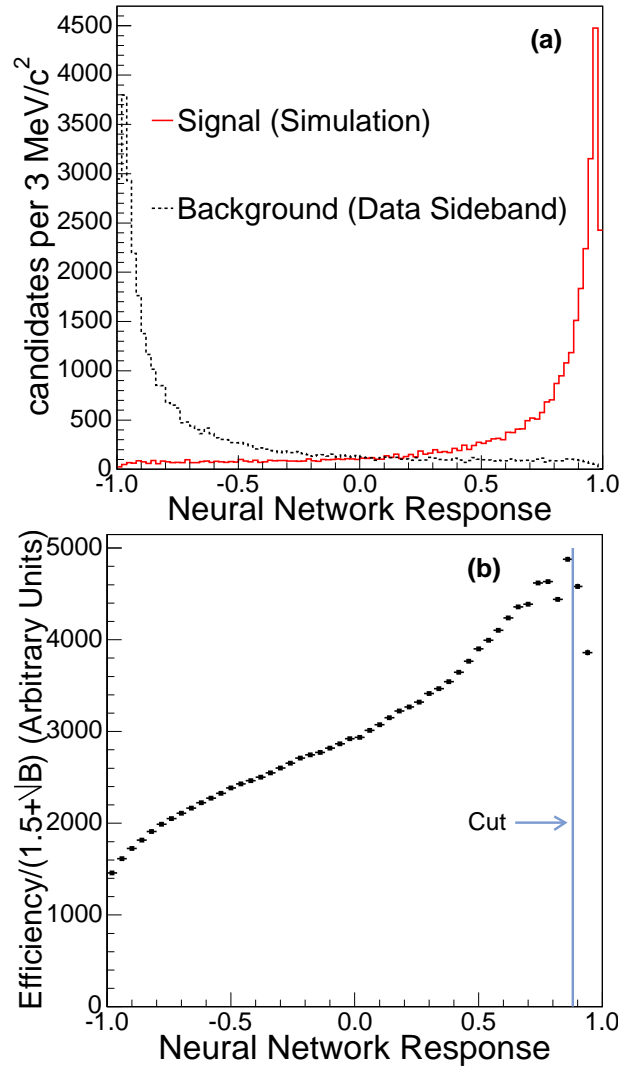 (a)
candidates per 3 MeV/c²
4500
4000
3500
3000
2500
2000
1500
1000
500
0
Signal (Simulation)
Background (Data Sideband)
-1.0 -0.5 0.0 0.5 1.0
Neural Network Response
(b)
Efficiency/(1.5+√B) (Arbitrary Units)
5000
4000
3000
2000
1000
0
Cut
-1.0 -0.5 0.0 0.5 1.0
Neural Network Response